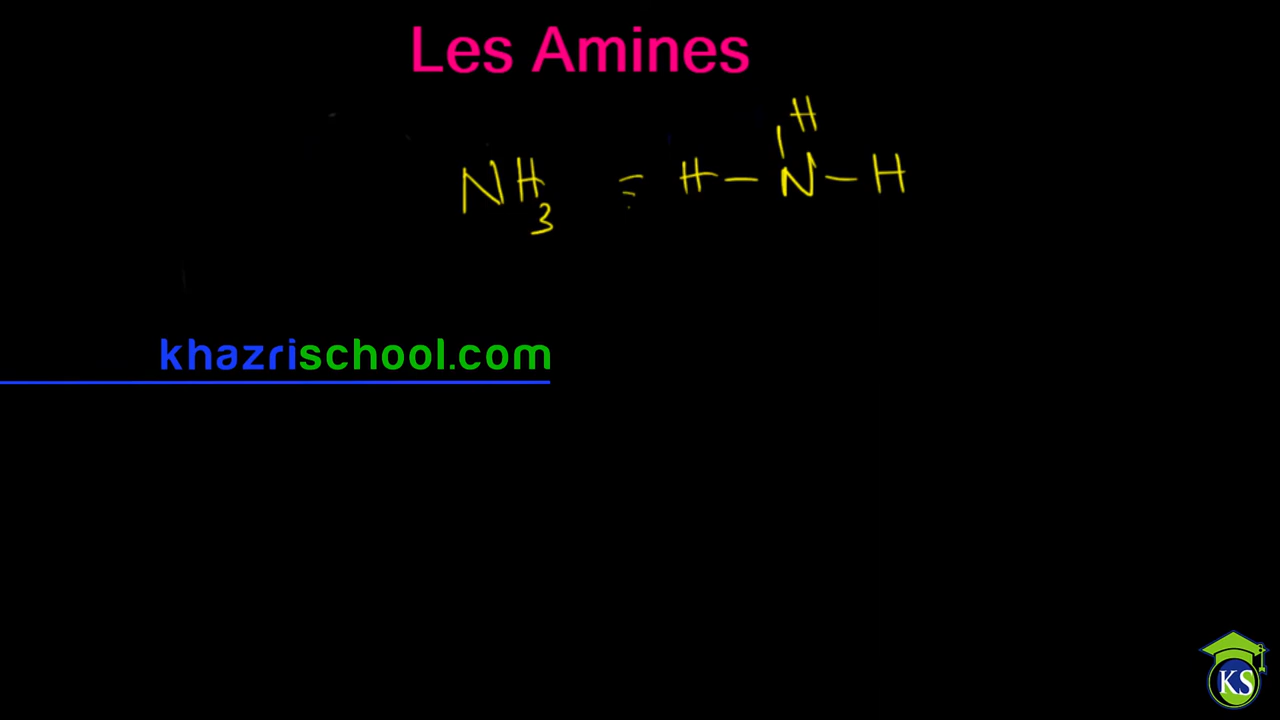 Les Amines
H
NH₃ = H - N - H
khazrischool.com
KS